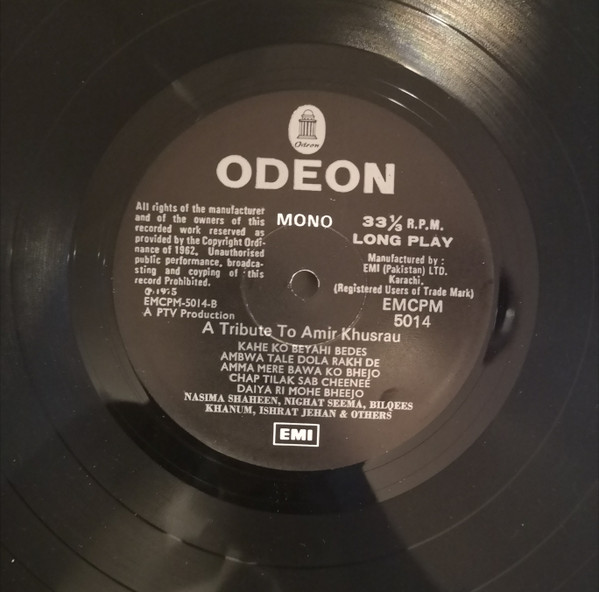 Odeon
ODEON
All rights of the manufacturer
and of the owners of this
recorded work reserved as
provided by the Copyright Ordi-
nance of 1962, Unauthorised
public performance, broadca-
sting and coyping of this
record Prohibited.
℗ 1975
EMCPM-5014-B
A PTV Production
MONO
33⅓ R.P.M.
LONG PLAY
Manufactured by :
EMI (Pakistan) LTD.
Karachi,
(Registered Users of Trade Mark)
EMCPM
5014
A Tribute To Amir Khusrau
KAHE KO BEYAHI BEDES
AMBWA TALE DOLA RAKH DE
AMMA MERE BAWA KO BHEJO
CHAP TILAK SAB CHEENEE
DAIYA RI MOHE BHEEJO
NASIMA SHAHEEN, NIGHAT SEEMA, BILQEES
KHANUM, ISHRAT JEHAN & OTHERS
EMI